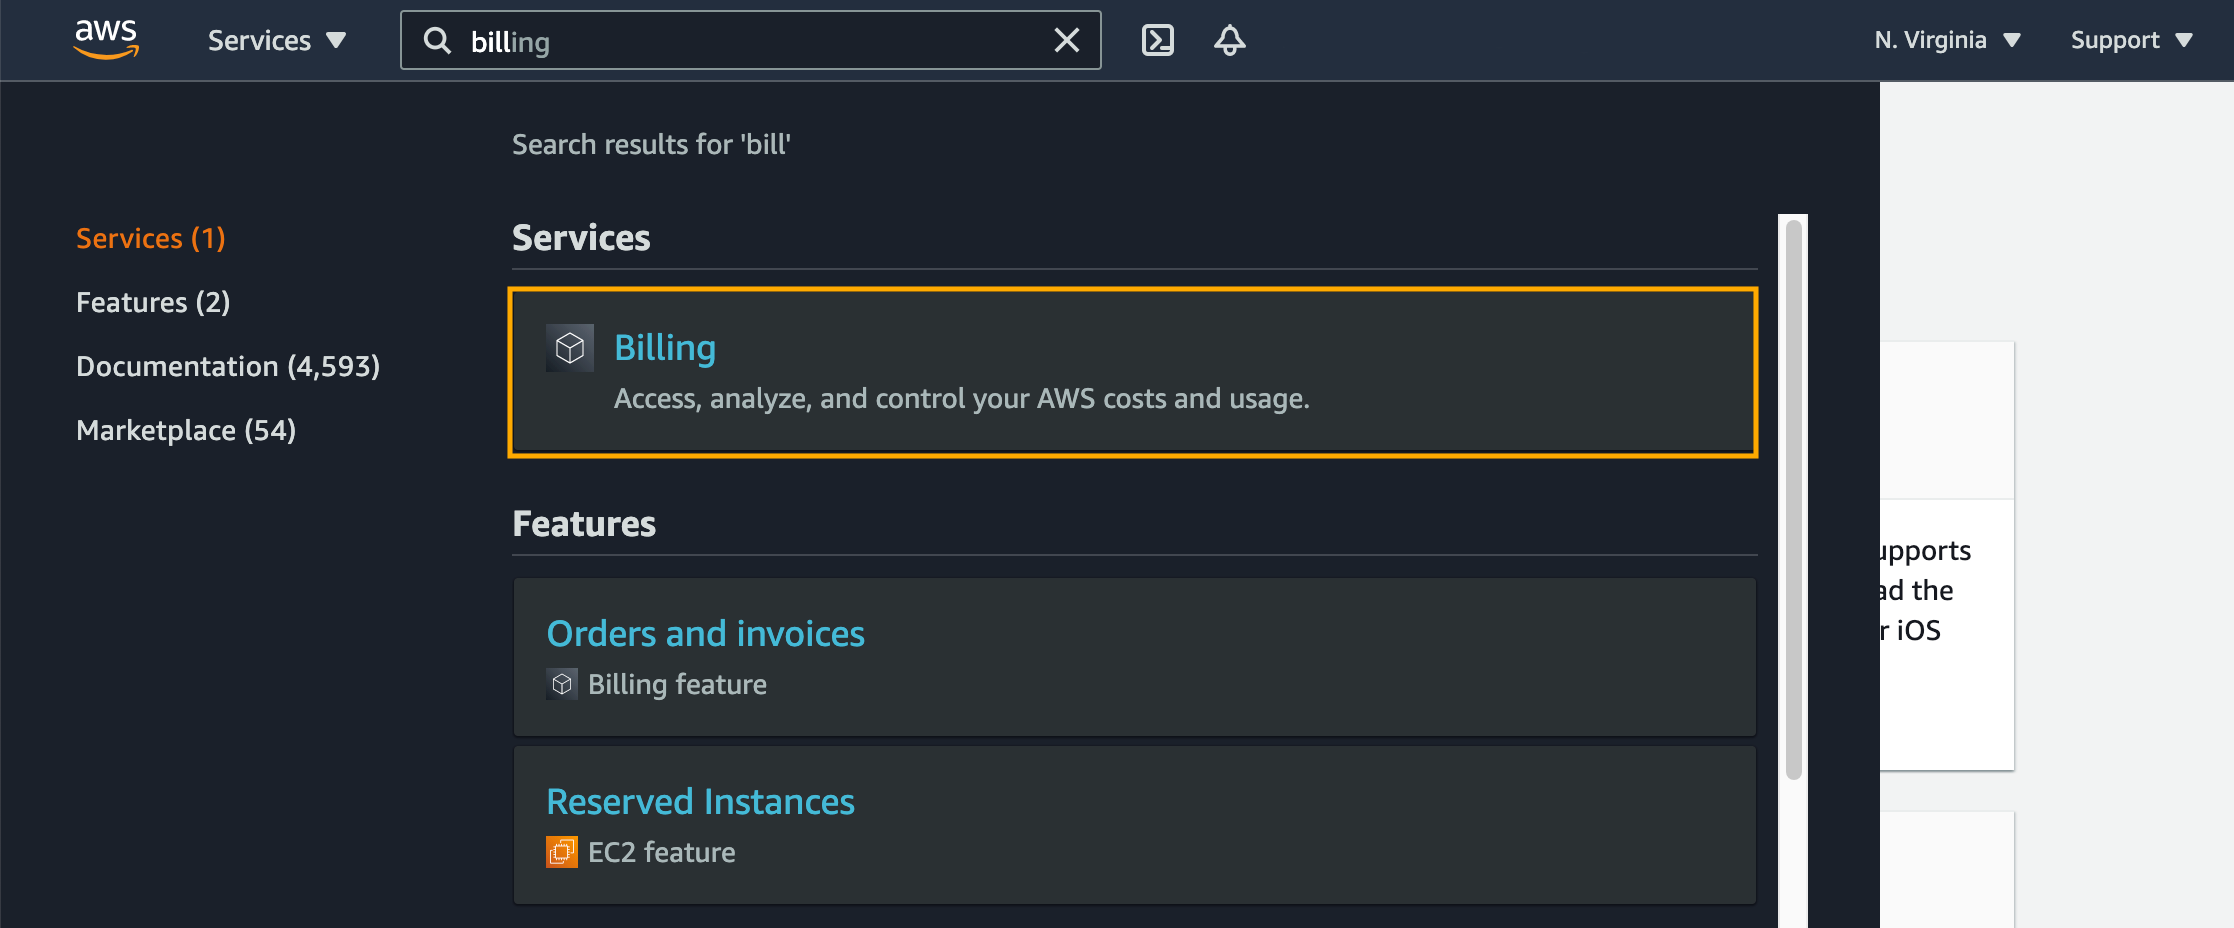 aws
Services
billing
N. Virginia
Support
Search results for 'bill'
Services (1)
Features (2)
Documentation (4,593)
Marketplace (54)
Services
Billing
Access, analyze, and control your AWS costs and usage.
Features
Orders and invoices
Billing feature
Reserved Instances
EC2 feature
upports
ad the
r iOS